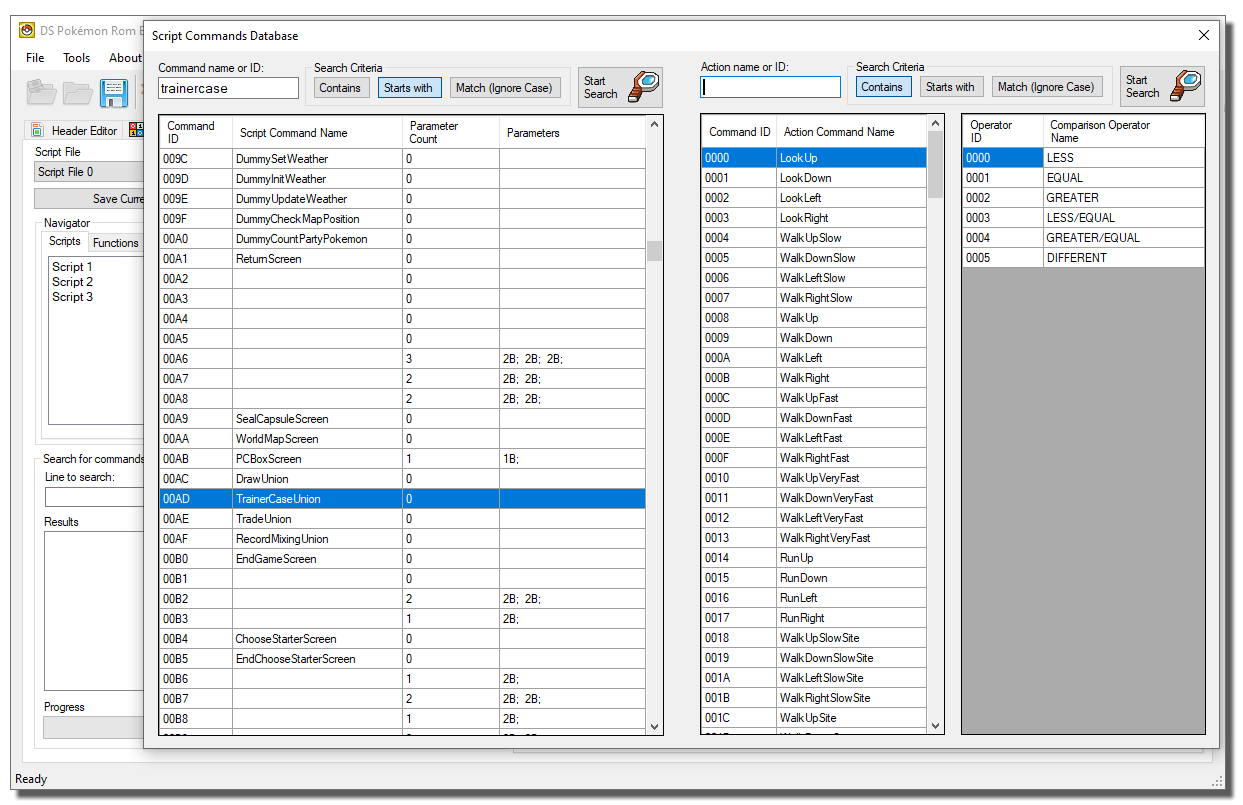 DS Pokémon Rom
Script Commands Database
File Tools About
Command name or ID:
trainercase
Search Criteria
Contains Starts with Match (Ignore Case)
Start
Search
Action name or ID:
Search Criteria
Contains Starts with Match (Ignore Case)
Start
Search
Header Editor
Script File
Script File 0
Save Curre
Navigator
Scripts Functions
Script 1
Script 2
Script 3
Search for commands
Line to search:
Results
Progress
Ready
Command
ID Script Command Name Parameter
Count Parameters
009C DummySetWeather 0
009D DummyInitWeather 0
009E DummyUpdateWeather 0
009F DummyCheckMapPosition 0
00A0 DummyCountPartyPokemon 0
00A1 ReturnScreen 0
00A2 0
00A3 0
00A4 0
00A5 0
00A6 3 2B; 2B; 2B;
00A7 2 2B; 2B;
00A8 2 2B; 2B;
00A9 SealCapsuleScreen 0
00AA WorldMapScreen 0
00AB PCBoxScreen 1 1B;
00AC DrawUnion 0
00AD TrainerCaseUnion 0
00AE TradeUnion 0
00AF RecordMixingUnion 0
00B0 EndGameScreen 0
00B1 0
00B2 2 2B; 2B;
00B3 1 2B;
00B4 ChooseStarterScreen 0
00B5 EndChooseStarterScreen 0
00B6 1 2B;
00B7 2 2B; 2B;
00B8 1 2B;
Command ID Action Command Name
0000 LookUp
0001 LookDown
0002 LookLeft
0003 LookRight
0004 WalkUpSlow
0005 WalkDownSlow
0006 WalkLeftSlow
0007 WalkRightSlow
0008 WalkUp
0009 WalkDown
000A WalkLeft
000B WalkRight
000C WalkUpFast
000D WalkDownFast
000E WalkLeftFast
000F WalkRightFast
0010 WalkUpVeryFast
0011 WalkDownVeryFast
0012 WalkLeftVeryFast
0013 WalkRightVeryFast
0014 RunUp
0015 RunDown
0016 RunLeft
0017 RunRight
0018 WalkUpSlowSite
0019 WalkDownSlowSite
001A WalkLeftSlowSite
001B WalkRightSlowSite
001C WalkUpSite
Operator
ID Comparison Operator
Name
0000 LESS
0001 EQUAL
0002 GREATER
0003 LESS/EQUAL
0004 GREATER/EQUAL
0005 DIFFERENT